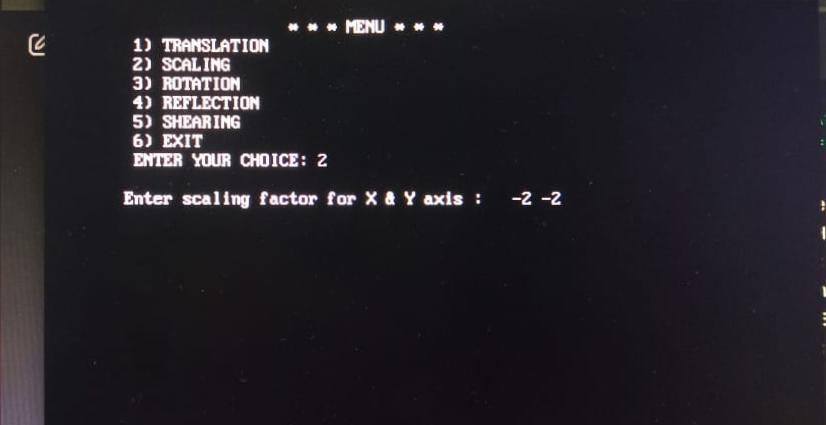 * * * MENU * * *
1) TRANSLATION
2) SCALING
3) ROTATION
4) REFLECTION
5) SHEARING
6) EXIT
ENTER YOUR CHOICE: 2
Enter scaling factor for X & Y axis : -2 -2